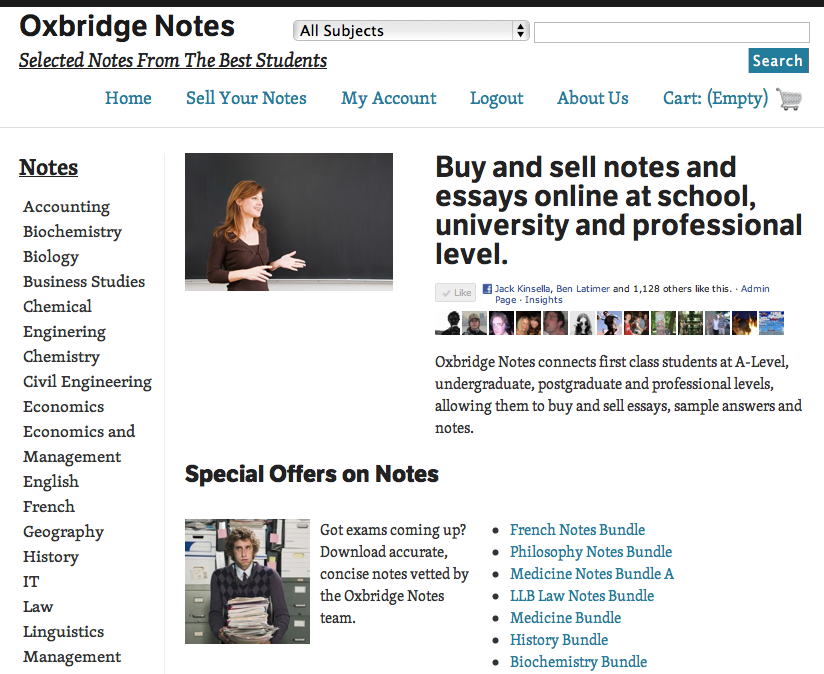 Oxbridge Notes
All Subjects
Selected Notes From The Best Students
Search
Home Sell Your Notes My Account Logout About Us Cart: (Empty)
Notes
Accounting
Biochemistry
Biology
Business Studies
Chemical
Enginering
Chemistry
Civil Engineering
Economics
Economics and
Management
English
French
Geography
History
IT
Law
Linguistics
Management
Buy and sell notes and
essays online at school,
university and professional
level.
Like
Jack Kinsella, Ben Latimer and 1,128 others like this. · Admin
Page · Insights
Oxbridge Notes connects first class students at A-Level,
undergraduate, postgraduate and professional levels,
allowing them to buy and sell essays, sample answers and
notes.
Special Offers on Notes
Got exams coming up?
Download accurate,
concise notes vetted by
the Oxbridge Notes
team.
French Notes Bundle
Philosophy Notes Bundle
Medicine Notes Bundle A
LLB Law Notes Bundle
Medicine Bundle
History Bundle
Biochemistry Bundle